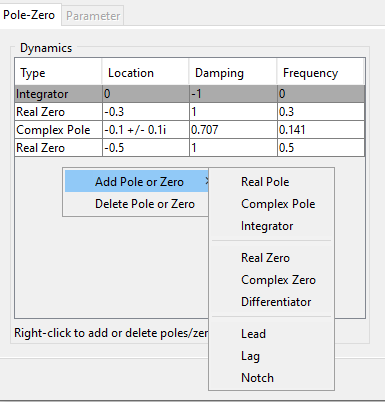 Pole-Zero Parameter
Dynamics
Type Location Damping Frequency
Integrator 0 -1 0
Real Zero -0.3 1 0.3
Complex Pole -0.1 +/- 0.1i 0.707 0.141
Real Zero -0.5 1 0.5
Add Pole or Zero >
Delete Pole or Zero
Real Pole
Complex Pole
Integrator
Real Zero
Complex Zero
Differentiator
Lead
Lag
Notch
Right-click to add or delete poles/zer